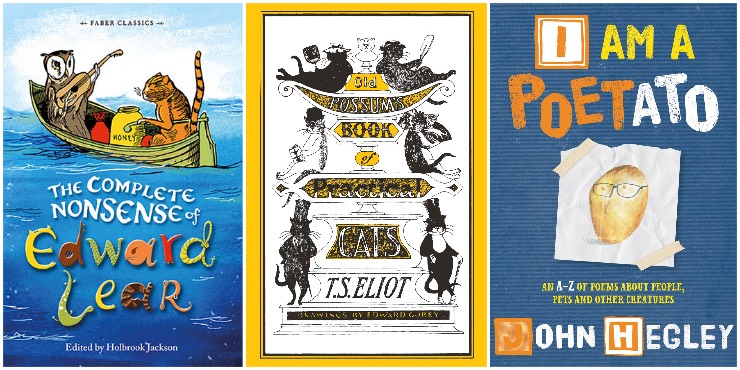 FABER CLASSICS
HONEY
THE COMPLETE
NONSENSE of
Edward
Lear
Edited by Holbrook Jackson
Old
POSSUM'S
BOOK
of
Practical
CATS
T.S. ELIOT
DRAWINGS BY EDWARD GOREY
I AM A
POETATO
AN A-Z OF POEMS ABOUT PEOPLE,
PETS AND OTHER CREATURES
JOHN HEGLEY